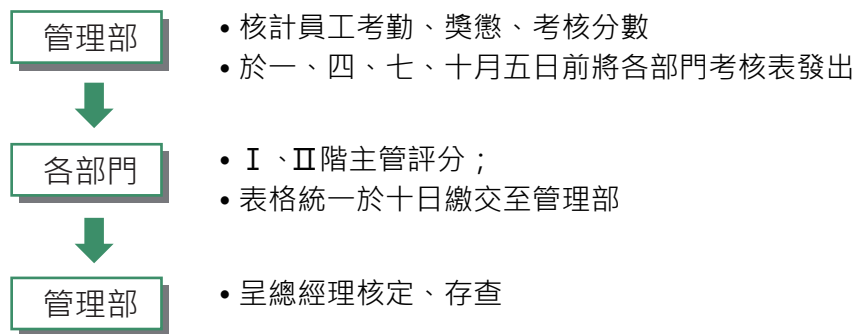 管理部
• 核計員工考勤、獎懲、考核分數
• 於一、四、七、十月五日前將各部門考核表發出
各部門
• Ⅰ、Ⅱ階主管評分；
• 表格統一於十日繳交至管理部
管理部
• 呈總經理核定、存查